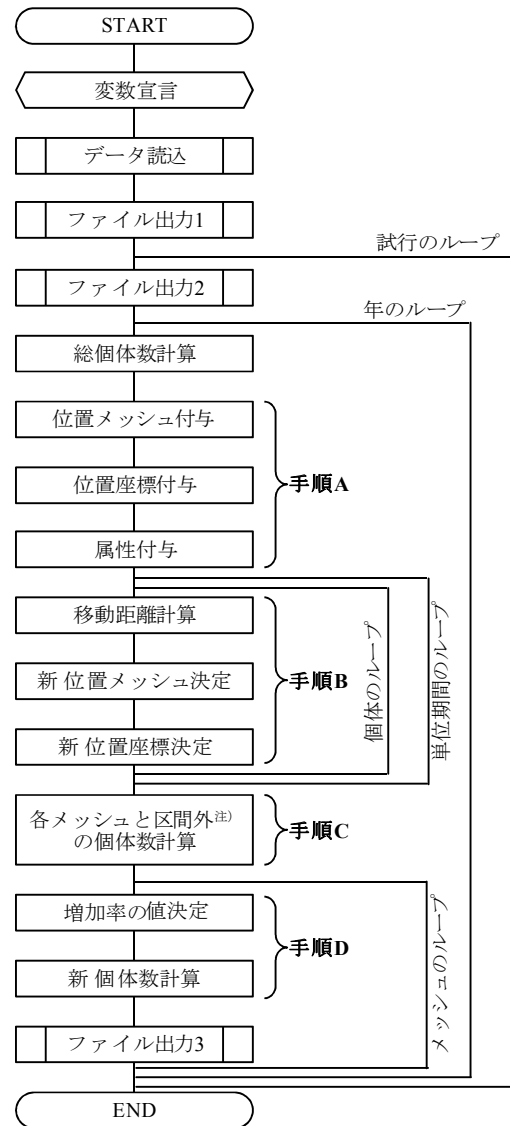 START
変数宣言
データ読込
ファイル出力1
試行のループ
ファイル出力2
年のループ
総個体数計算
位置メッシュ付与
位置座標付与
手順A
属性付与
移動距離計算
新 位置メッシュ決定
手順B
新 位置座標決定
個体のループ
単位期間のループ
各メッシュと区間外注)
の個体数計算
手順C
増加率の値決定
手順D
新 個体数計算
メッシュのループ
ファイル出力3
END